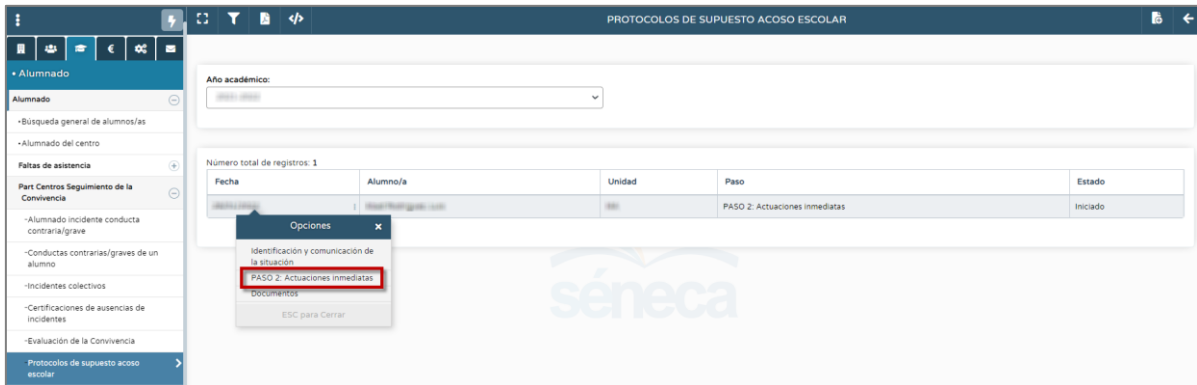 PROTOCOLOS DE SUPUESTO ACOSO ESCOLAR
€
• Alumnado
Alumnado
•Búsqueda general de alumnos/as
•Alumnado del centro
Faltas de asistencia
Part Centros Seguimiento de la
Convivencia
-Alumnado incidente conducta
contraria/grave
-Conductas contrarias/graves de un
alumno
-Incidentes colectivos
-Certificaciones de ausencias de
incidentes
-Evaluación de la Convivencia
-Protocolos de supuesto acoso
escolar
Año académico:
Número total de registros: 1
Fecha Alumno/a Unidad Paso Estado
PASO 2: Actuaciones inmediatas Iniciado
Opciones x
Identificación y comunicación de
la situación
PASO 2: Actuaciones inmediatas
Documentos
ESC para Cerrar
séneca